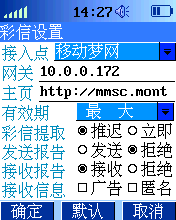 14:27
彩信设置
接入点 移动梦网
网关 10.0.0.172
主页 http://mmsc.mont
有效期 最 大
彩信提取 推迟 立即
发送报告 发送 拒绝
接收报告 接收 拒绝
接收信息 广告 匿名
确定 默认 取消